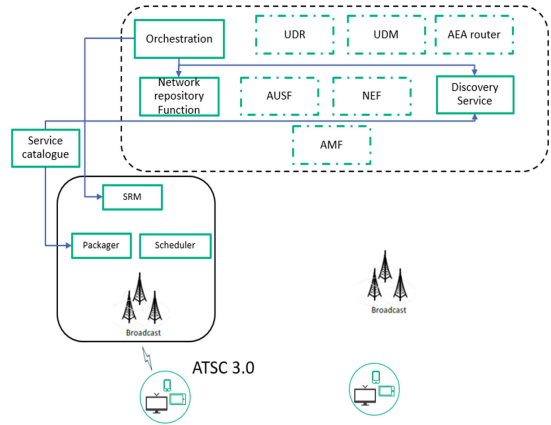 Orchestration
UDR
UDM
AEA router
Network
repository
Function
AUSF
NEF
Discovery
Service
Service
catalogue
AMF
SRM
Packager
Scheduler
Broadcast
Broadcast
ATSC 3.0